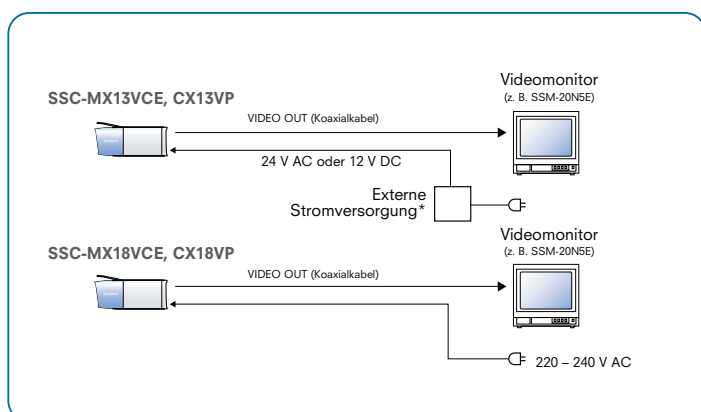 SSC-MX13VCE, CX13VP
VIDEO OUT (Koaxialkabel)
24 V AC oder 12 V DC
Videomonitor
(z. B. SSM-20N5E)
Externe
Stromversorgung*
SSC-MX18VCE, CX18VP
VIDEO OUT (Koaxialkabel)
Videomonitor
(z. B. SSM-20N5E)
220 – 240 V AC